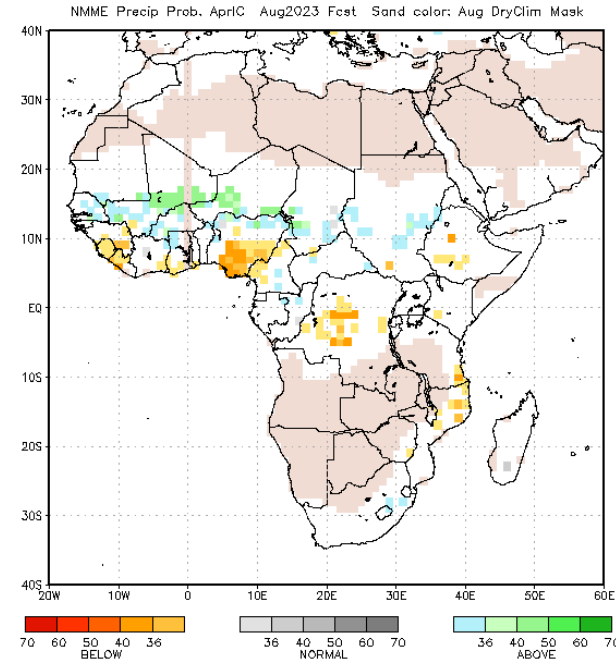 NMME Precip Prob. AprIC Aug2023 Fcst Sand color: Aug DryClim Mask
40N
30N
20N
10N
EQ
10S
20S
30S
40S
20W 10W 0 10E 20E 30E 40E 50E 60E
70 60 50 40 36
BELOW
36 40 50 60 70
NORMAL
36 40 50 60 70
ABOVE